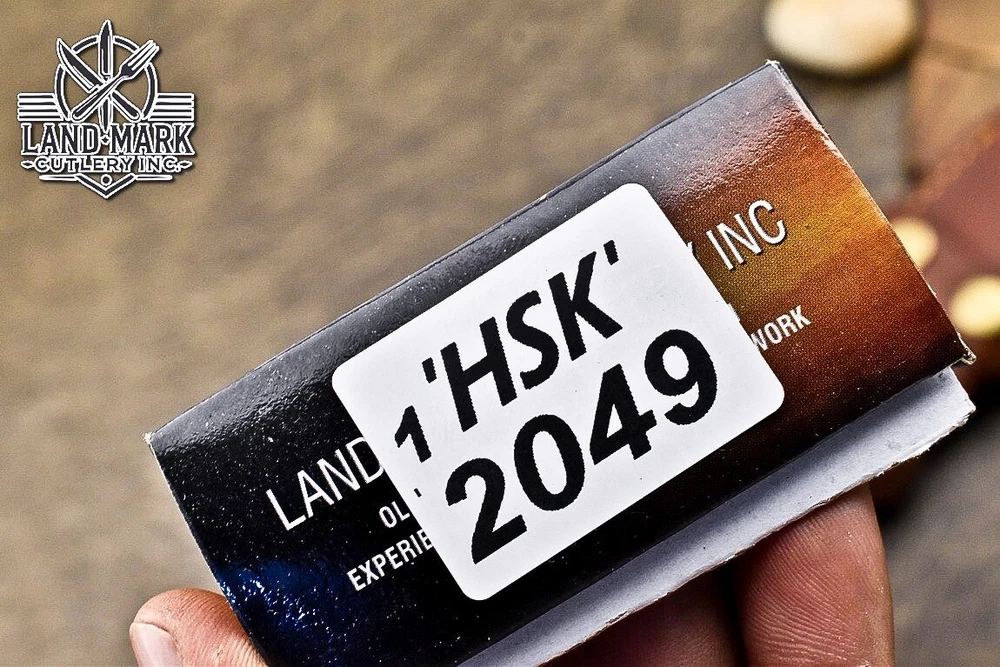 LAND MARK
CUTLERY INC.
LAND
INC
OL
WORK
EXPERIE
1 'HSK'
2049